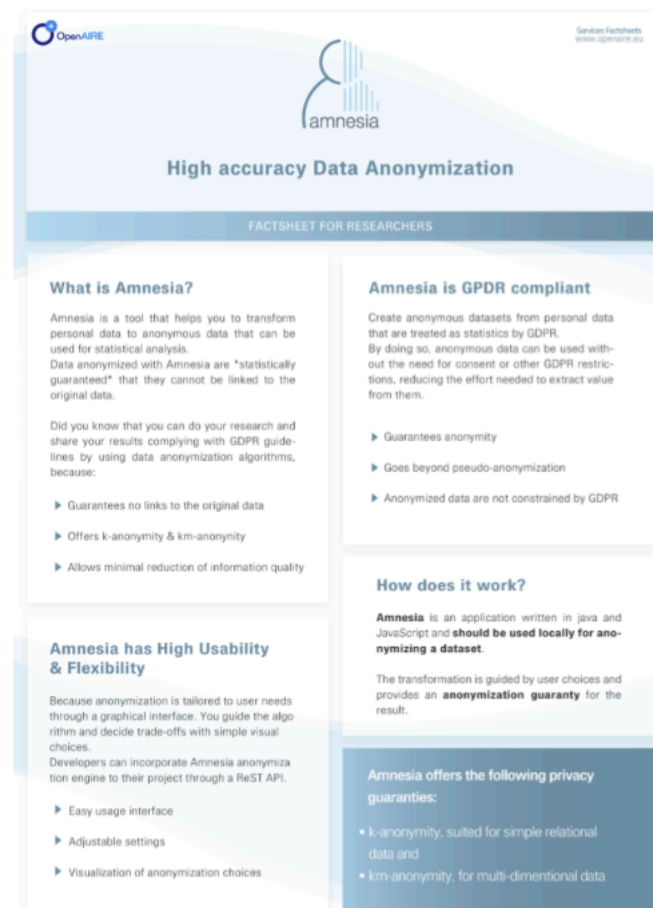 OpenAIRE
Services Factsheets
www.openaire.eu
amnesia
High accuracy Data Anonymization
FACTSHEET FOR RESEARCHERS
What is Amnesia?
Amnesia is a tool that helps you to transform
personal data to anonymous data that can be
used for statistical analysis.
Data anonymized with Amnesia are *statistically
guaranteed* that they cannot be linked to the
original data.
Did you know that you can do your research and
share your results complying with GDPR guide-
lines by using data anonymization algorithms,
because:
Guarantees no links to the original data
Offers k-anonymity & km-anonynity
Allows minimal reduction of information quality
Amnesia has High Usability
& Flexibility
Because anonymization is tailored to user needs
through a graphical interface. You guide the algo
rithm and decide trade-offs with simple visual
choices.
Developers can incorporate Amnesia anonymiza
tion engine to their project through a ReST API.
Easy usage interface
Adjustable settings
Visualization of anonymization choices
Amnesia is GPDR compliant
Create anonymous datasets from personal data
that are treated as statistics by GDPR.
By doing so, anonymous data can be used with-
out the need for consent or other GDPR restric-
tions, reducing the effort needed to extract value
from them.
Guarantees anonymity
Goes beyond pseudo-anonymization
Anonymized data are not constrained by GDPR
How does it work?
Amnesia is an application written in java and
JavaScript and should be used locally for ano-
nymizing a dataset.
The transformation is guided by user choices and
provides an anonymization guaranty for the
result.
Amnesia offers the following privacy
guaranties:
• k-anonymity, suited for simple relational
data and
• km-anonymity, for multi-dimentional data